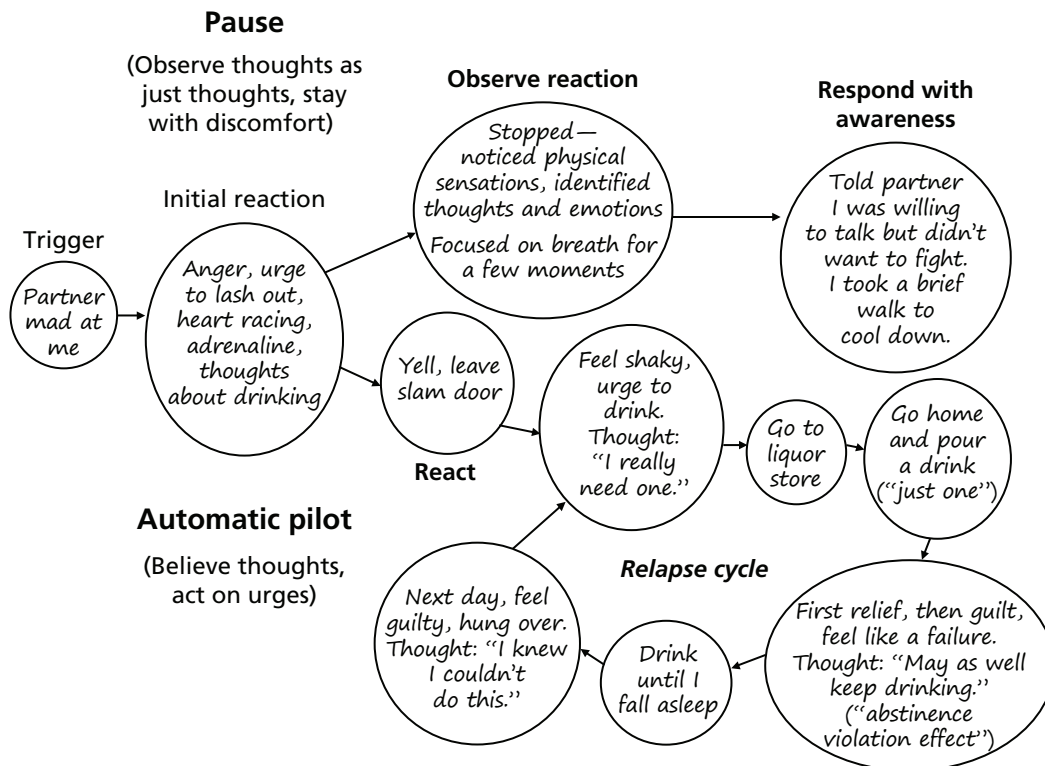 Pause
(Observe thoughts as
just thoughts, stay
with discomfort)
Observe reaction
Stopped—
noticed physical
sensations, identified
thoughts and emotions
Focused on breath for
a few moments
Respond with
awareness
Told partner
I was willing
to talk but didn't
want to fight.
I took a brief
walk to
cool down.
Trigger
Partner
mad at
me
Initial reaction
Anger, urge
to lash out,
heart racing,
adrenaline,
thoughts
about drinking
Yell, leave
slam door
React
Feel shaky,
urge to
drink.
Thought:
“I really
need one.”
Go to
liquor
store
Go home
and pour
a drink
(“just one”)
Automatic pilot
(Believe thoughts,
act on urges)
Relapse cycle
First relief, then guilt,
feel like a failure.
Thought: “May as well
keep drinking.”
(“abstinence
violation effect”)
Drink
until I
fall asleep
Next day, feel
guilty, hung over.
Thought: “I knew
I couldn't
do this.”